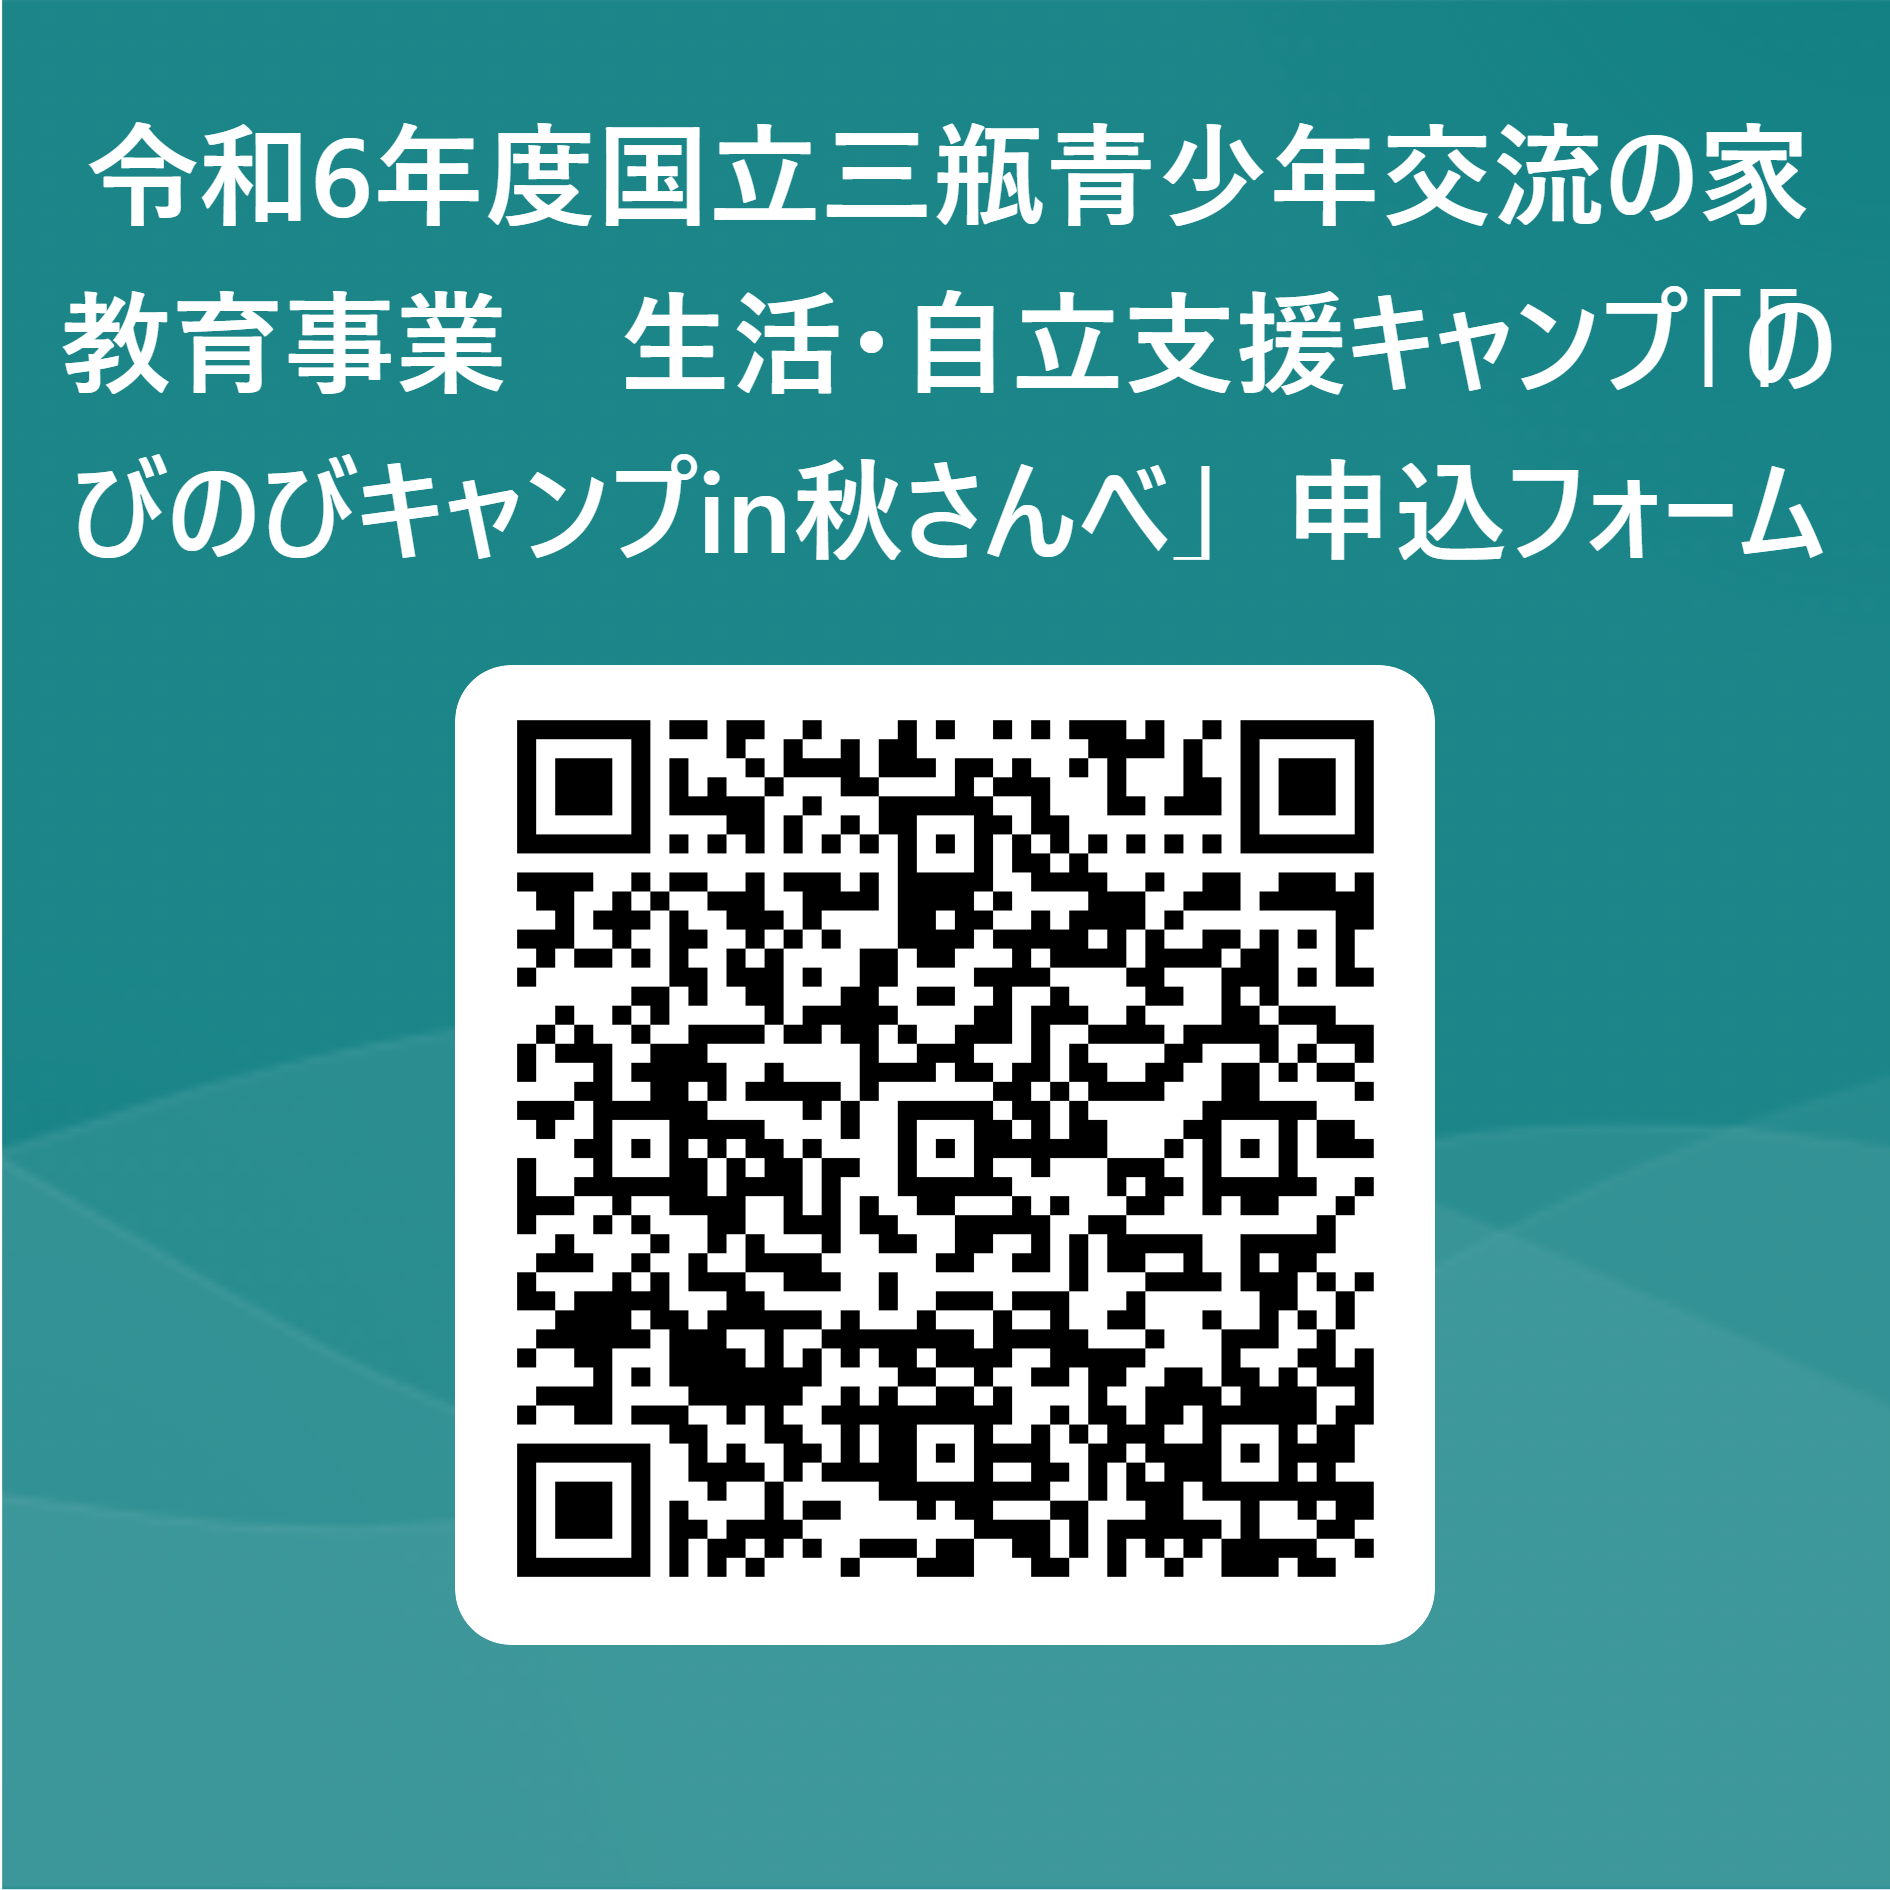 令和6年度国立三瓶青少年交流の家
教育事業　生活・自立支援キャンプ「「の
びのびキャンプin秋さんべ」 申込フォーム